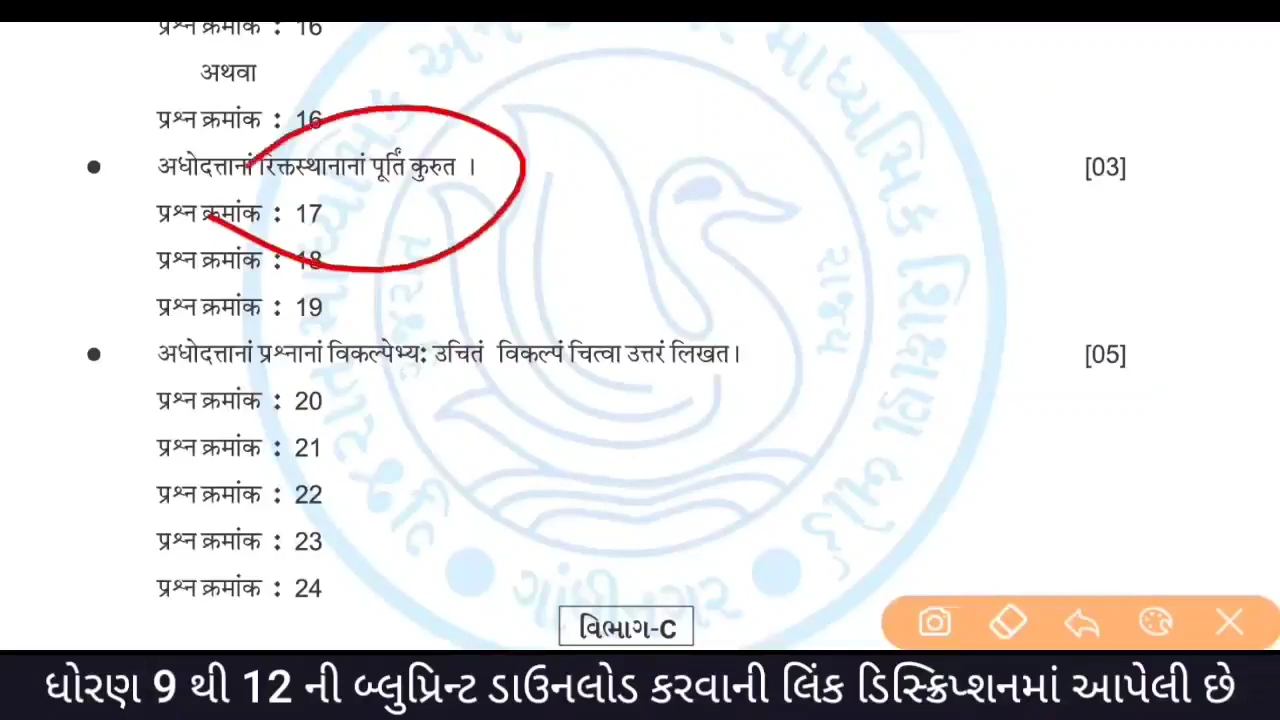 प्रश्न क्रमांक : 16
अथवा
प्रश्न क्रमांक : 16
अधोदत्तानां रिक्तस्थानानां पूर्तिं कुरुत । [03]
प्रश्न क्रमांक : 17
प्रश्न क्रमांक : 18
प्रश्न क्रमांक : 19
अधोदत्तानां प्रश्नानां विकल्पेभ्यः उचितं विकल्पं चित्वा उत्तरं लिखत। [05]
प्रश्न क्रमांक : 20
प्रश्न क्रमांक : 21
प्रश्न क्रमांक : 22
प्रश्न क्रमांक : 23
प्रश्न क्रमांक : 24
વિભાગ-C
ધોરણ 9 થી 12 ની બ્લુપ્રિન્ટ ડાઉનલોડ કરવાની લિંક ડિસ્ક્રિપ્શનમાં આપેલી છે